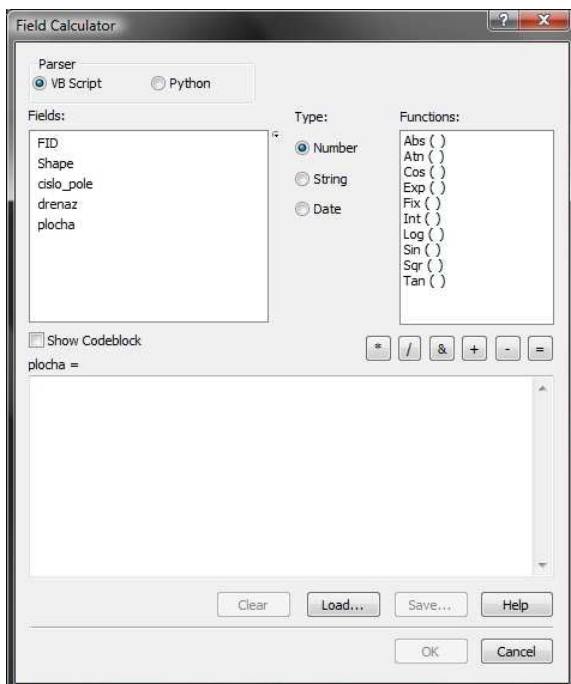 Field Calculator
Parser
VB Script Python
Fields:
FID
Shape
cislo_pole
drenaz
plocha
Type:
Number
String
Date
Functions:
Abs ( )
Atn ( )
Cos ( )
Exp ( )
Fix ( )
Int ( )
Log ( )
Sin ( )
Sqr ( )
Tan ( )
Show Codeblock
* / & + - =
plocha =
Clear Load... Save... Help
OK Cancel